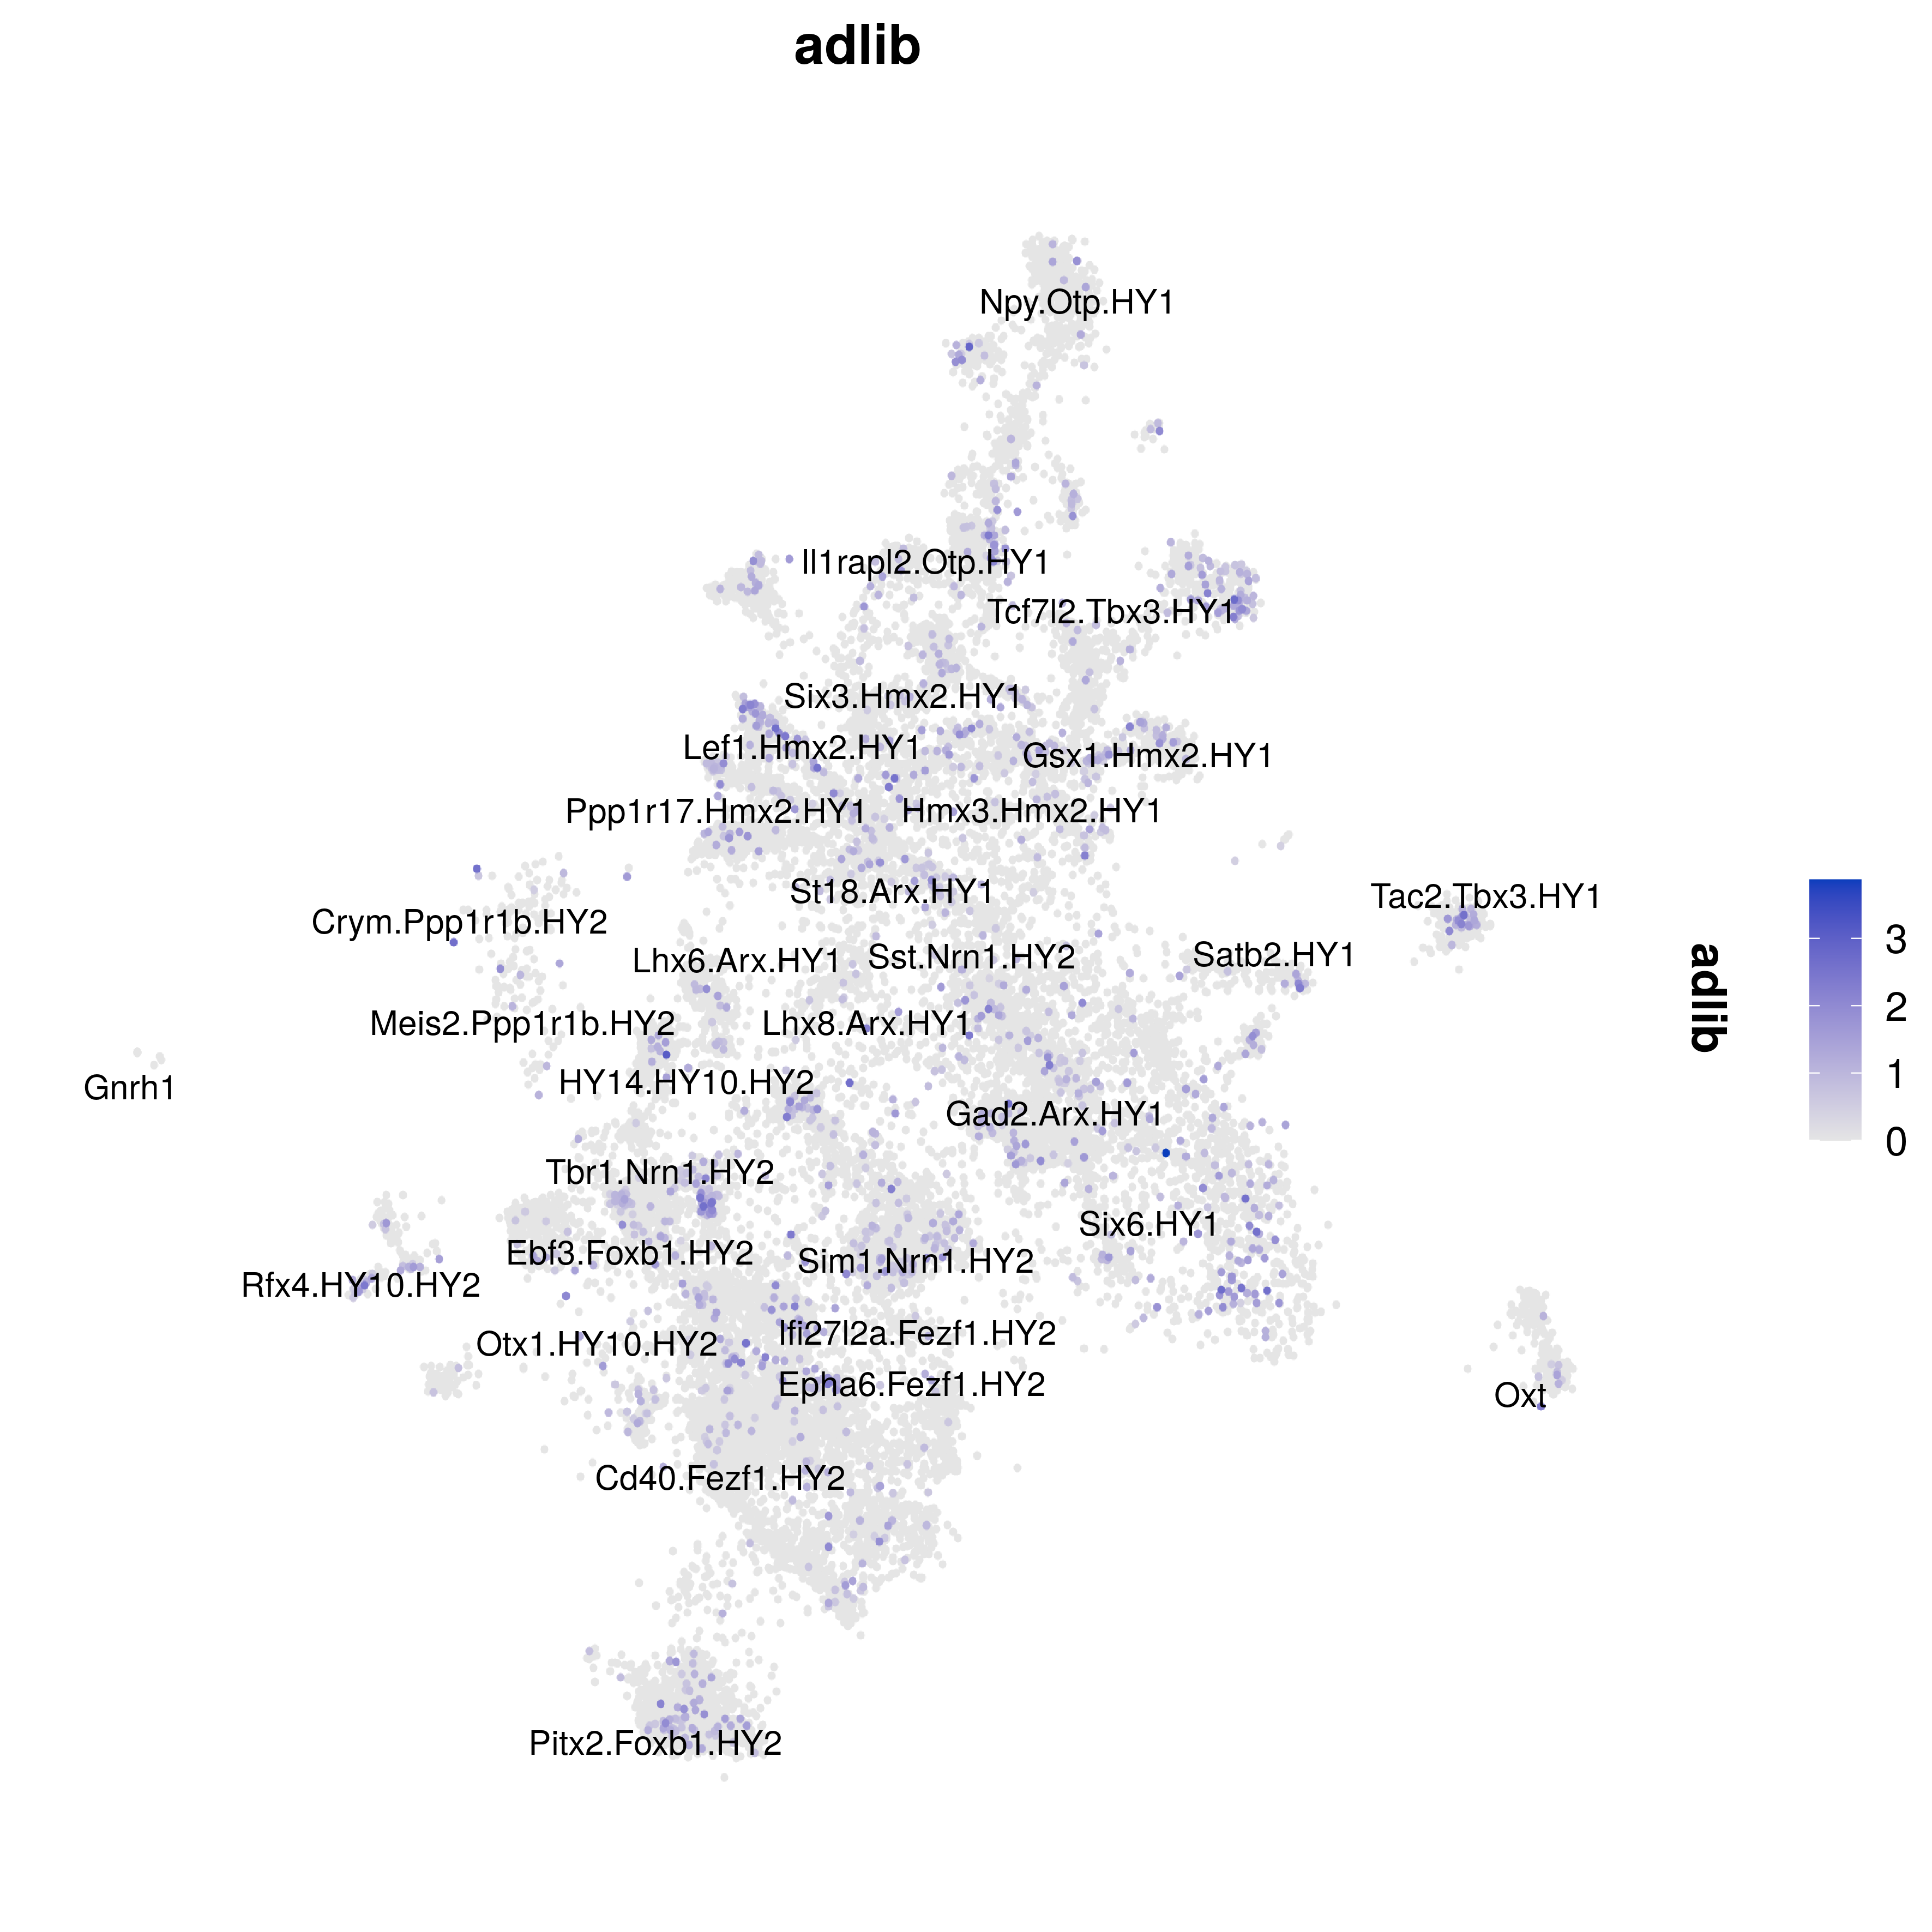 adlib
Npy.Otp.HY1
Il1rapl2.Otp.HY1
Tcf7l2.Tbx3.HY1
Six3.Hmx2.HY1
Lef1.Hmx2.HY1
Gsx1.Hmx2.HY1
Ppp1r17.Hmx2.HY1
Hmx3.Hmx2.HY1
St18.Arx.HY1
Tac2.Tbx3.HY1
Crym.Ppp1r1b.HY2
Lhx6.Arx.HY1
Sst.Nrn1.HY2
Satb2.HY1
Meis2.Ppp1r1b.HY2
Lhx8.Arx.HY1
Gnrh1
HY14.HY10.HY2
Gad2.Arx.HY1
Tbr1.Nrn1.HY2
Six6.HY1
Ebf3.Foxb1.HY2
Sim1.Nrn1.HY2
Rfx4.HY10.HY2
Otx1.HY10.HY2
Ifi27l2a.Fezf1.HY2
Epha6.Fezf1.HY2
Oxt
Cd40.Fezf1.HY2
Pitx2.Foxb1.HY2
adlib
3
2
1
0